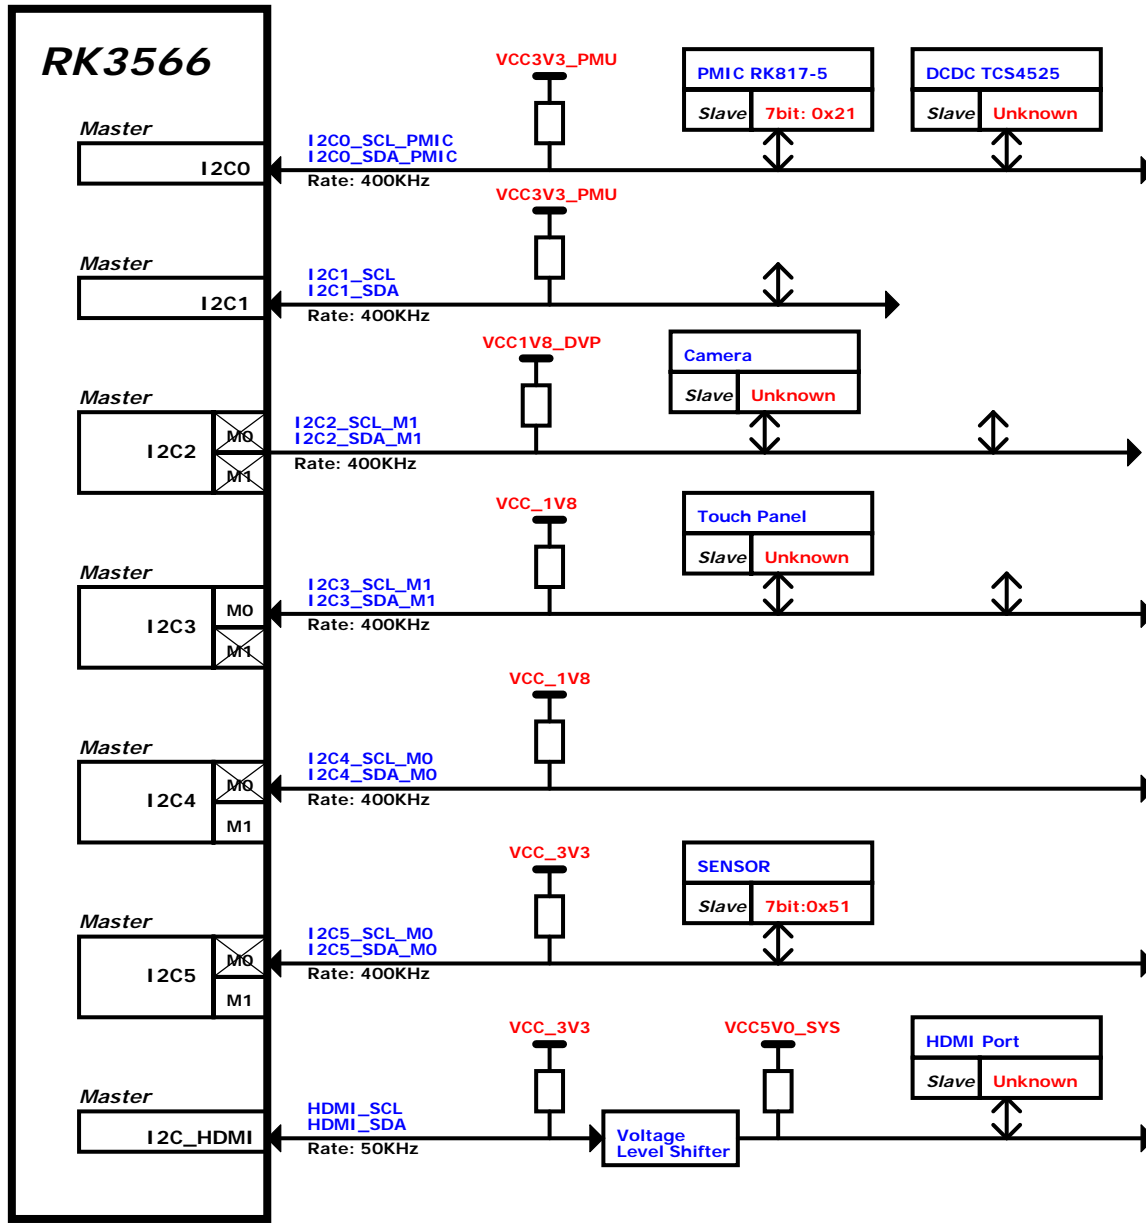 RK3566
VCC3V3_PMU
PMIC RK817-5
Slave 7bit: 0x21
DCDC TCS4525
Slave Unknown
Master
I2C0
I2C0_SCL_PMIC
I2C0_SDA_PMIC
Rate: 400KHz
VCC3V3_PMU
Master
I2C1
I2C1_SCL
I2C1_SDA
Rate: 400KHz
VCC1V8_DVP
Camera
Slave Unknown
Master
I2C2
M0
M1
I2C2_SCL_M1
I2C2_SDA_M1
Rate: 400KHz
VCC_1V8
Touch Panel
Slave Unknown
Master
I2C3
M0
M1
I2C3_SCL_M1
I2C3_SDA_M1
Rate: 400KHz
VCC_1V8
Master
I2C4
M0
M1
I2C4_SCL_M0
I2C4_SDA_M0
Rate: 400KHz
VCC_3V3
SENSOR
Slave 7bit:0x51
Master
I2C5
M0
M1
I2C5_SCL_M0
I2C5_SDA_M0
Rate: 400KHz
VCC_3V3
VCC5V0_SYS
HDMI Port
Slave Unknown
Master
I2C_HDMI
HDMI_SCL
HDMI_SDA
Rate: 50KHz
Voltage
Level Shifter